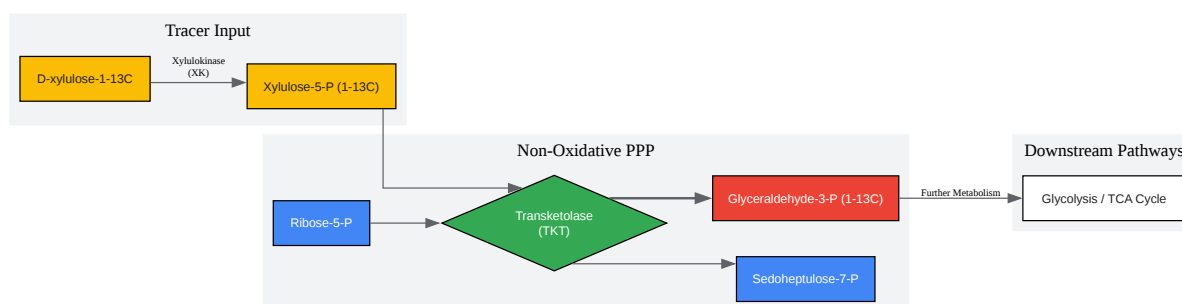 Tracer Input
D-xylulose-1-13C
Xylulokinase
(XK)
Xylulose-5-P (1-13C)
Non-Oxidative PPP
Ribose-5-P
Transketolase
(TKT)
Glyceraldehyde-3-P (1-13C)
Sedoheptulose-7-P
Further Metabolism
Downstream Pathways
Glycolysis / TCA Cycle